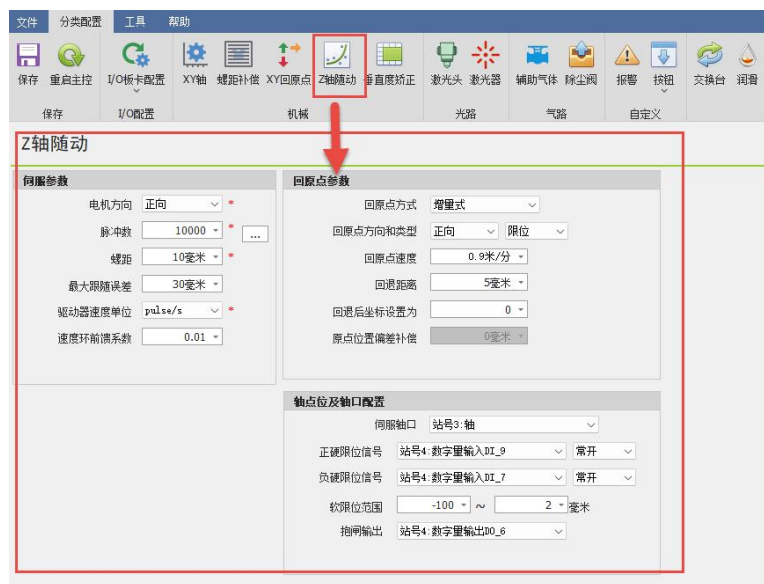 文件 分类配置 工具 帮助
保存 重启主控 I/O板卡配置 XY轴 螺距补偿 XY回原点 Z轴随动 垂直度矫正 激光头 激光器 辅助气体 除尘阀 报警 按钮 交换台 润滑
保存 I/O配置 机械 光路 气路 自定义
Z轴随动
伺服参数
电机方向 正向 *
脉冲数 10000 * ...
螺距 10毫米 *
最大跟随误差 30毫米
驱动器速度单位 pulse/s *
速度环前馈系数 0.01
回原点参数
回原点方式 增量式
回原点方向和类型 正向 限位
回原点速度 0.9米/分
回退距离 5毫米
回退后坐标设置为 0
原点位置偏差补偿 0毫米
轴点位及轴口配置
伺服轴口 站号3:轴
正硬限位信号 站号4:数字里输入DI_9 常开
负硬限位信号 站号4:数字里输入DI_7 常开
软限位范围 -100 ~ 2 毫米
抱闸输出 站号4:数字里输出DO_6